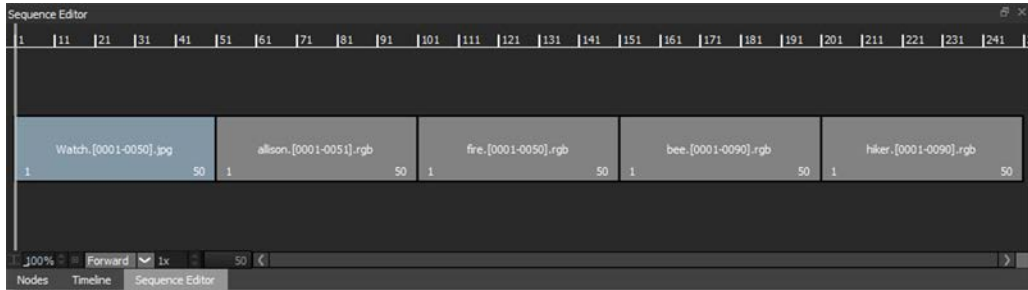 Sequence Editor
1 11 21 31 41 51 61 71 81 91 101 111 121 131 141 151 161 171 181 191 201 211 221 231 241
Watch.[0001-0050].jpg allison.[0001-0051].rgb fire.[0001-0050].rgb bee.[0001-0090].rgb hiker.[0001-0090].rgb
1 50 1 50 1 50 1 50 1 50
100% Forward 1x 50
Nodes Timeline Sequence Editor